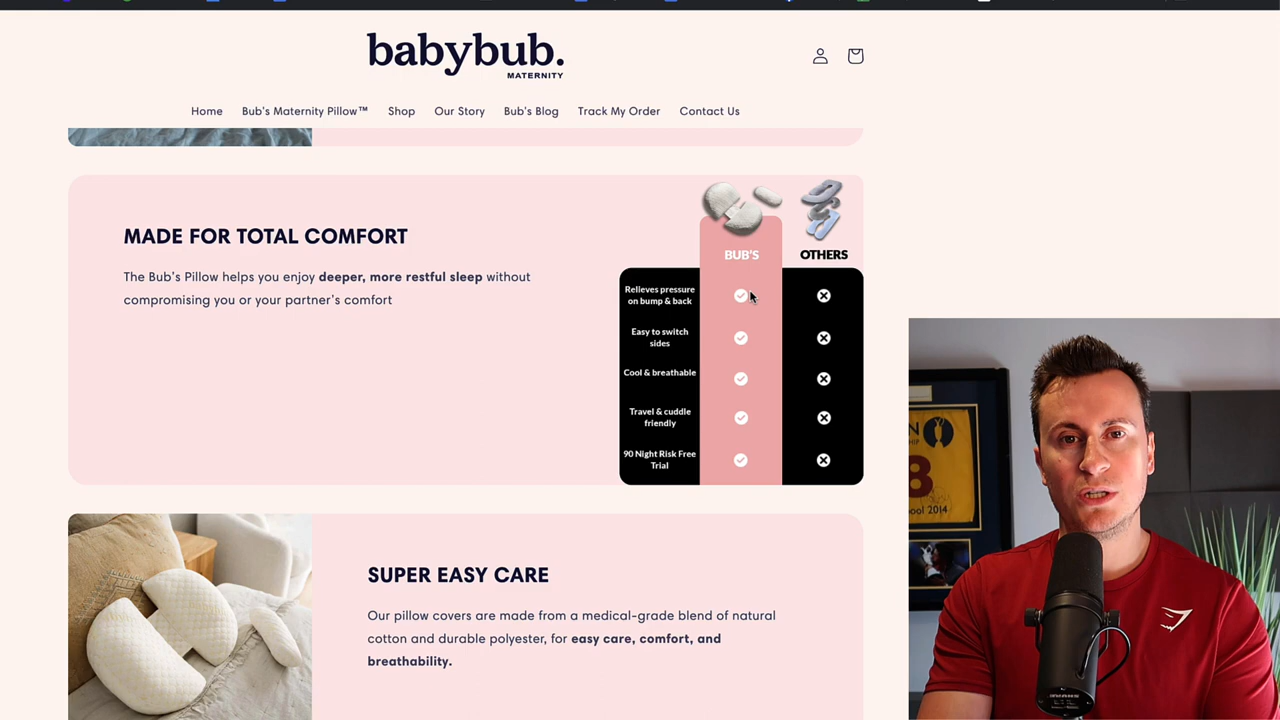 babybub.
MATERNITY
Home Bub's Maternity Pillow™ Shop Our Story Bub's Blog Track My Order Contact Us
MADE FOR TOTAL COMFORT
The Bub's Pillow helps you enjoy deeper, more restful sleep without
compromising you or your partner's comfort
BUB'S OTHERS
Relieves pressure
on bump & back
Easy to switch
sides
Cool & breathable
Travel & cuddle
friendly
90 Night Risk Free
Trial
SUPER EASY CARE
Our pillow covers are made from a medical-grade blend of natural
cotton and durable polyester, for easy care, comfort, and
breathability.
8
2014